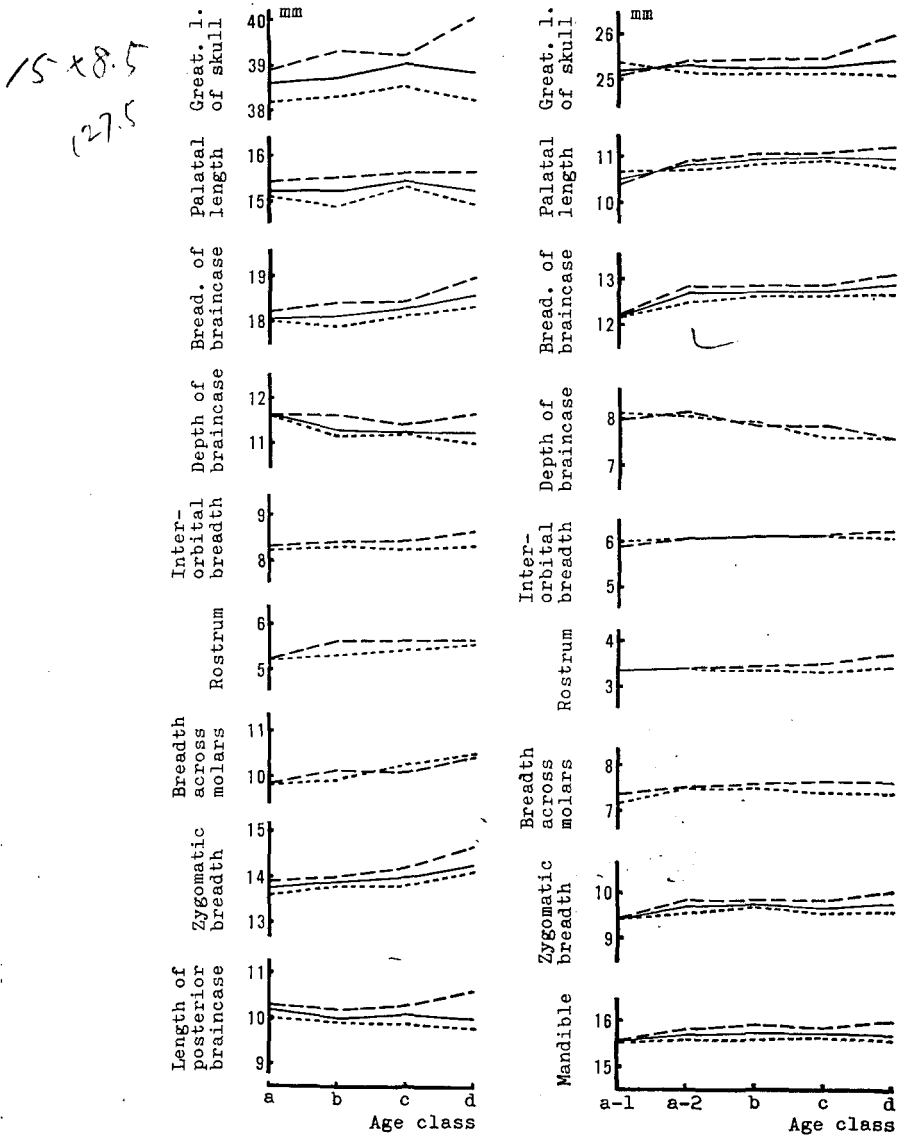 15 x 8.5
127.5
mm
Great. l.
of skull
40
39
38
Palatal
length
16
15
Bread. of
braincase
19
18
Depth of
braincase
12
11
Inter-
orbital
breadth
9
8
Rostrum
6
5
Breadth
across
molars
11
10
Zygomatic
breadth
15
14
13
Length of
posterior
braincase
11
10
9
a b c d
Age class
mm
Great. l.
of skull
26
25
Palatal
length
11
10
Bread. of
braincase
13
12
Depth of
braincase
8
7
Inter-
orbital
breadth
6
5
Rostrum
4
3
Breadth
across
molars
8
7
Zygomatic
breadth
10
9
Mandible
16
15
a-1 a-2 b c d
Age class